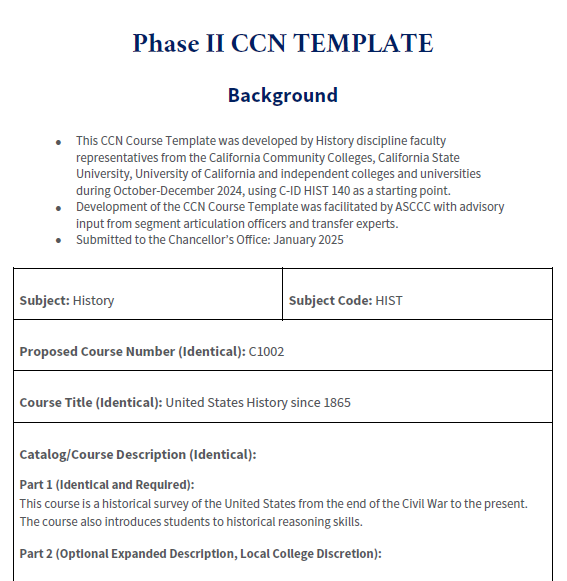 Phase II CCN TEMPLATE
Background
• This CCN Course Template was developed by History discipline faculty
representatives from the California Community Colleges, California State
University, University of California and independent colleges and universities
during October-December 2024, using C-ID HIST 140 as a starting point.
• Development of the CCN Course Template was facilitated by ASCCC with advisory
input from segment articulation officers and transfer experts.
• Submitted to the Chancellor's Office: January 2025
Subject: History
Subject Code: HIST
Proposed Course Number (Identical): C1002
Course Title (Identical): United States History since 1865
Catalog/Course Description (Identical):
Part 1 (Identical and Required):
This course is a historical survey of the United States from the end of the Civil War to the present.
The course also introduces students to historical reasoning skills.
Part 2 (Optional Expanded Description, Local College Discretion):